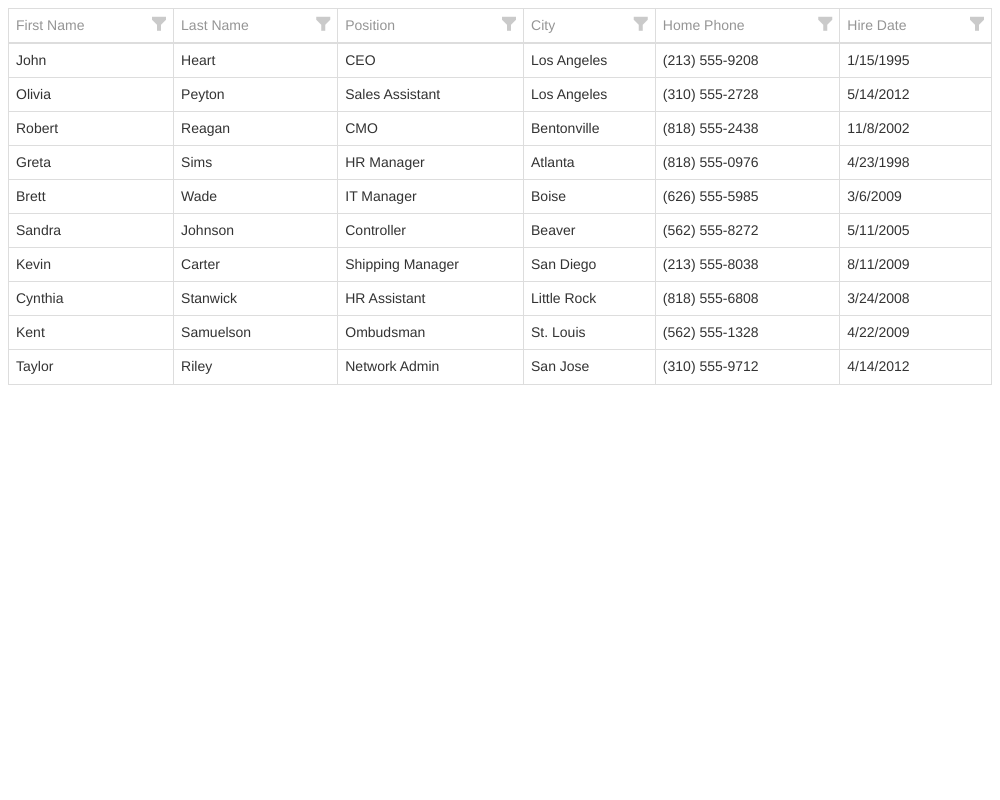 First Name Last Name Position City Home Phone Hire Date
John Heart CEO Los Angeles (213) 555-9208 1/15/1995
Olivia Peyton Sales Assistant Los Angeles (310) 555-2728 5/14/2012
Robert Reagan CMO Bentonville (818) 555-2438 11/8/2002
Greta Sims HR Manager Atlanta (818) 555-0976 4/23/1998
Brett Wade IT Manager Boise (626) 555-5985 3/6/2009
Sandra Johnson Controller Beaver (562) 555-8272 5/11/2005
Kevin Carter Shipping Manager San Diego (213) 555-8038 8/11/2009
Cynthia Stanwick HR Assistant Little Rock (818) 555-6808 3/24/2008
Kent Samuelson Ombudsman St. Louis (562) 555-1328 4/22/2009
Taylor Riley Network Admin San Jose (310) 555-9712 4/14/2012